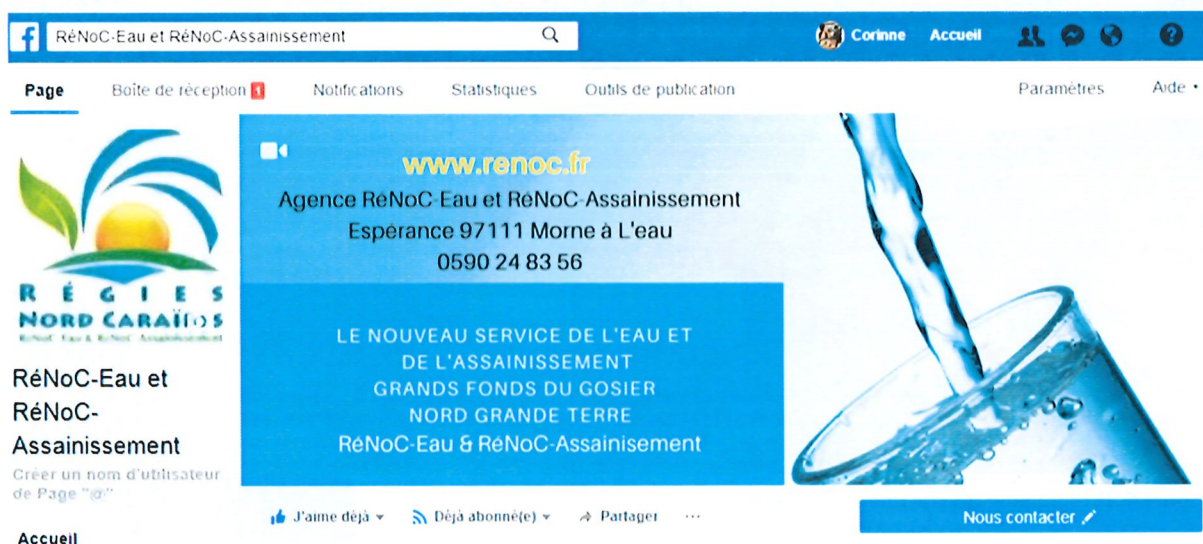 RéNoC-Eau et RéNoC-Assainissement
Corinne Accueil
Page Boîte de réception 1 Notifications Statistiques Outils de publication Paramètres Aide
www.renoc.fr
Agence RéNoC-Eau et RéNoC-Assainissement
Espérance 97111 Morne à L'eau
0590 24 83 56
RÉGIES
NORD CARAÏBES
RéNoC-Eau & RéNoC-Assainissement
LE NOUVEAU SERVICE DE L'EAU ET
DE L'ASSAINISSEMENT
GRANDS FONDS DU GOSIER
NORD GRANDE TERRE
RéNoC-Eau & RéNoC-Assainisement
RéNoC-Eau et
RéNoC-
Assainissement
Créer un nom d'utilisateur
de Page "@"
Accueil
J'aime déjà Déjà abonné(e) Partager ...
Nous contacter